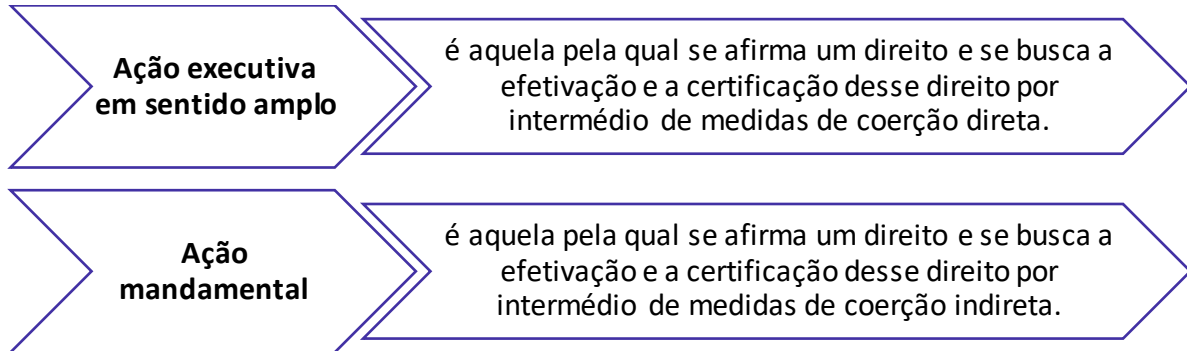 Ação executiva
em sentido amplo
é aquela pela qual se afirma um direito e se busca a
efetivação e a certificação desse direito por
intermédio de medidas de coerção direta.
Ação
mandamental
é aquela pela qual se afirma um direito e se busca a
efetivação e a certificação desse direito por
intermédio de medidas de coerção indireta.